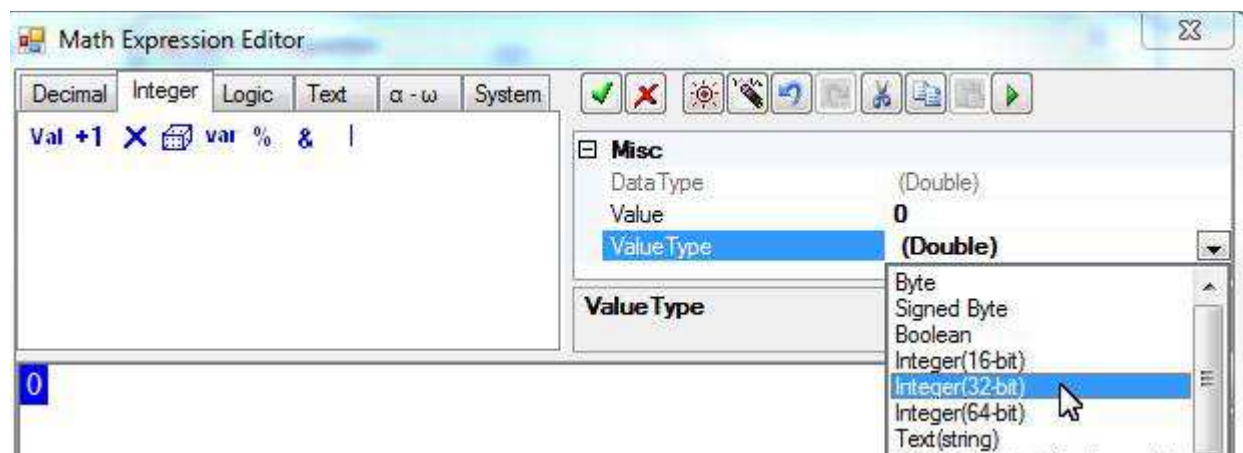 Math Expression Editor
Decimal Integer Logic Text α - ω System
Val +1 X var % & |
Misc
DataType (Double)
Value 0
ValueType (Double)
ValueType
Byte
Signed Byte
Boolean
Integer(16-bit)
Integer(32-bit)
Integer(64-bit)
Text(string)
0